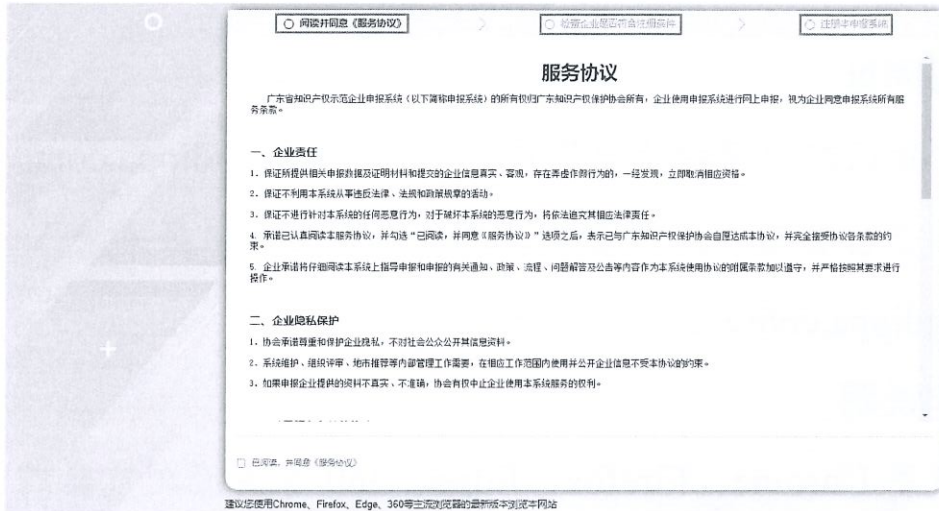 阅读并同意《服务协议》
检查企业是否符合注册条件
注册本申报系统
服务协议
广东省知识产权示范企业申报系统（以下简称申报系统）的所有权归广东知识产权保护协会所有，企业使用申报系统进行网上申报，视为企业同意申报系统所有服
务条款。
一、企业责任
1. 保证所提供相关申报数据及证明材料和提交的企业信息真实、客观，存在弄虚作假行为的，一经发现，立即取消相应资格。
2. 保证不利用本系统从事违反法律、法规和政策规章的活动。
3. 保证不进行针对本系统的任何恶意行为，对于破坏本系统的恶意行为，将依法追究其相应法律责任。
4. 承诺已认真阅读本服务协议，并勾选“已阅读，并同意《服务协议》”选项之后，表示已与广东知识产权保护协会自愿达成本协议，并完全接受协议各条款的约
束。
5. 企业承诺将仔细阅读本系统上指导申报和申报的有关通知、政策、流程、问题解答及公告等内容作为本系统使用协议的附属条款加以遵守，并严格按照其要求进行
操作。
二、企业隐私保护
1. 协会承诺尊重和保护企业隐私，不对社会公众公开其信息资料。
2. 系统维护、组织评审、地市推荐等内部管理工作需要，在相应工作范围内使用并公开企业信息不受本协议的约束。
3. 如果申报企业提供的资料不真实、不准确，协会有权中止企业使用本系统服务的权利。
已阅读，并同意《服务协议》
建议您使用Chrome、Firefox、Edge、360等主流浏览器的最新版本浏览本网站